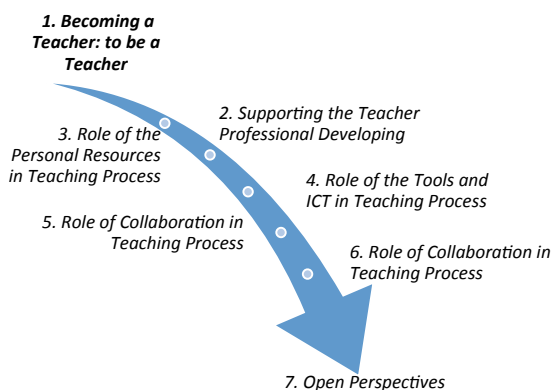 1. Becoming a
Teacher: to be a
Teacher
2. Supporting the Teacher
Professional Developing
3. Role of the
Personal Resources
in Teaching Process
4. Role of the Tools and
ICT in Teaching Process
5. Role of Collaboration in
Teaching Process
6. Role of Collaboration in
Teaching Process
7. Open Perspectives